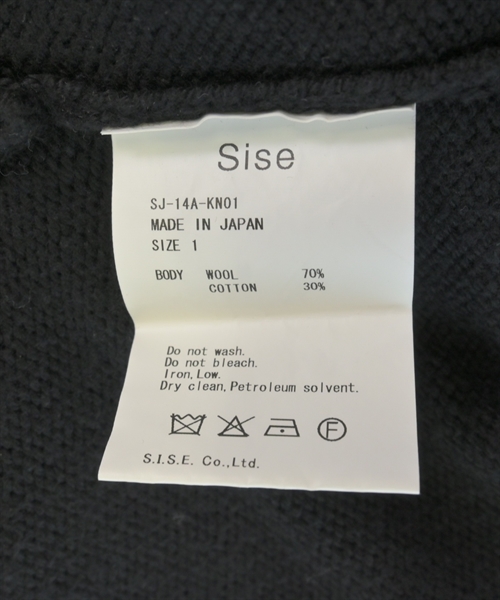 Sise
SJ-14A-KN01
MADE IN JAPAN
SIZE 1
BODY WOOL 70%
COTTON 30%
Do not wash.
Do not bleach.
Iron, Low.
Dry clean, Petroleum solvent.
F
S.I.S.E. Co.,Ltd.